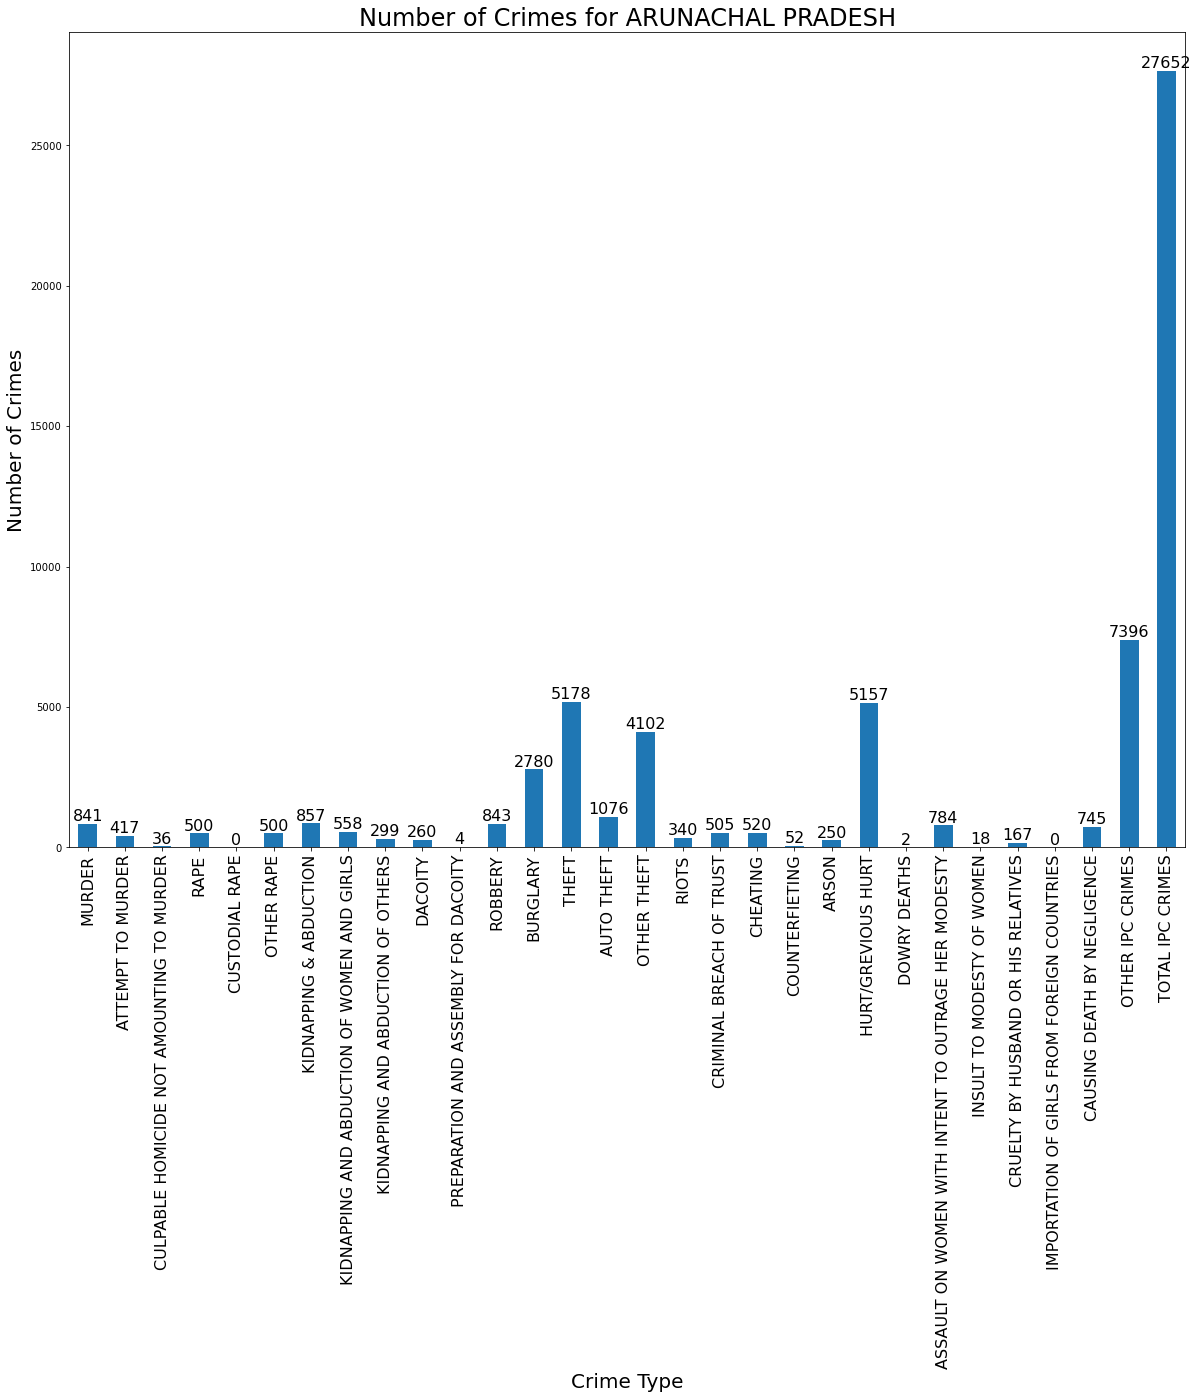 Number of Crimes for ARUNACHAL PRADESH
Number of Crimes
25000
20000
15000
10000
5000
0
841
417
36
500
0
500
857
558
299
260
4
843
2780
5178
1076
4102
340
505
520
52
250
5157
2
784
18
167
0
745
7396
27652
MURDER
ATTEMPT TO MURDER
CULPABLE HOMICIDE NOT AMOUNTING TO MURDER
RAPE
CUSTODIAL RAPE
OTHER RAPE
KIDNAPPING & ABDUCTION
KIDNAPPING AND ABDUCTION OF WOMEN AND GIRLS
KIDNAPPING AND ABDUCTION OF OTHERS
DACOITY
PREPARATION AND ASSEMBLY FOR DACOITY
ROBBERY
BURGLARY
THEFT
AUTO THEFT
OTHER THEFT
RIOTS
CRIMINAL BREACH OF TRUST
CHEATING
COUNTERFIETING
ARSON
HURT/GREVIOUS HURT
DOWRY DEATHS
ASSAULT ON WOMEN WITH INTENT TO OUTRAGE HER MODESTY
INSULT TO MODESTY OF WOMEN
CRUELTY BY HUSBAND OR HIS RELATIVES
IMPORTATION OF GIRLS FROM FOREIGN COUNTRIES
CAUSING DEATH BY NEGLIGENCE
OTHER IPC CRIMES
TOTAL IPC CRIMES
Crime Type